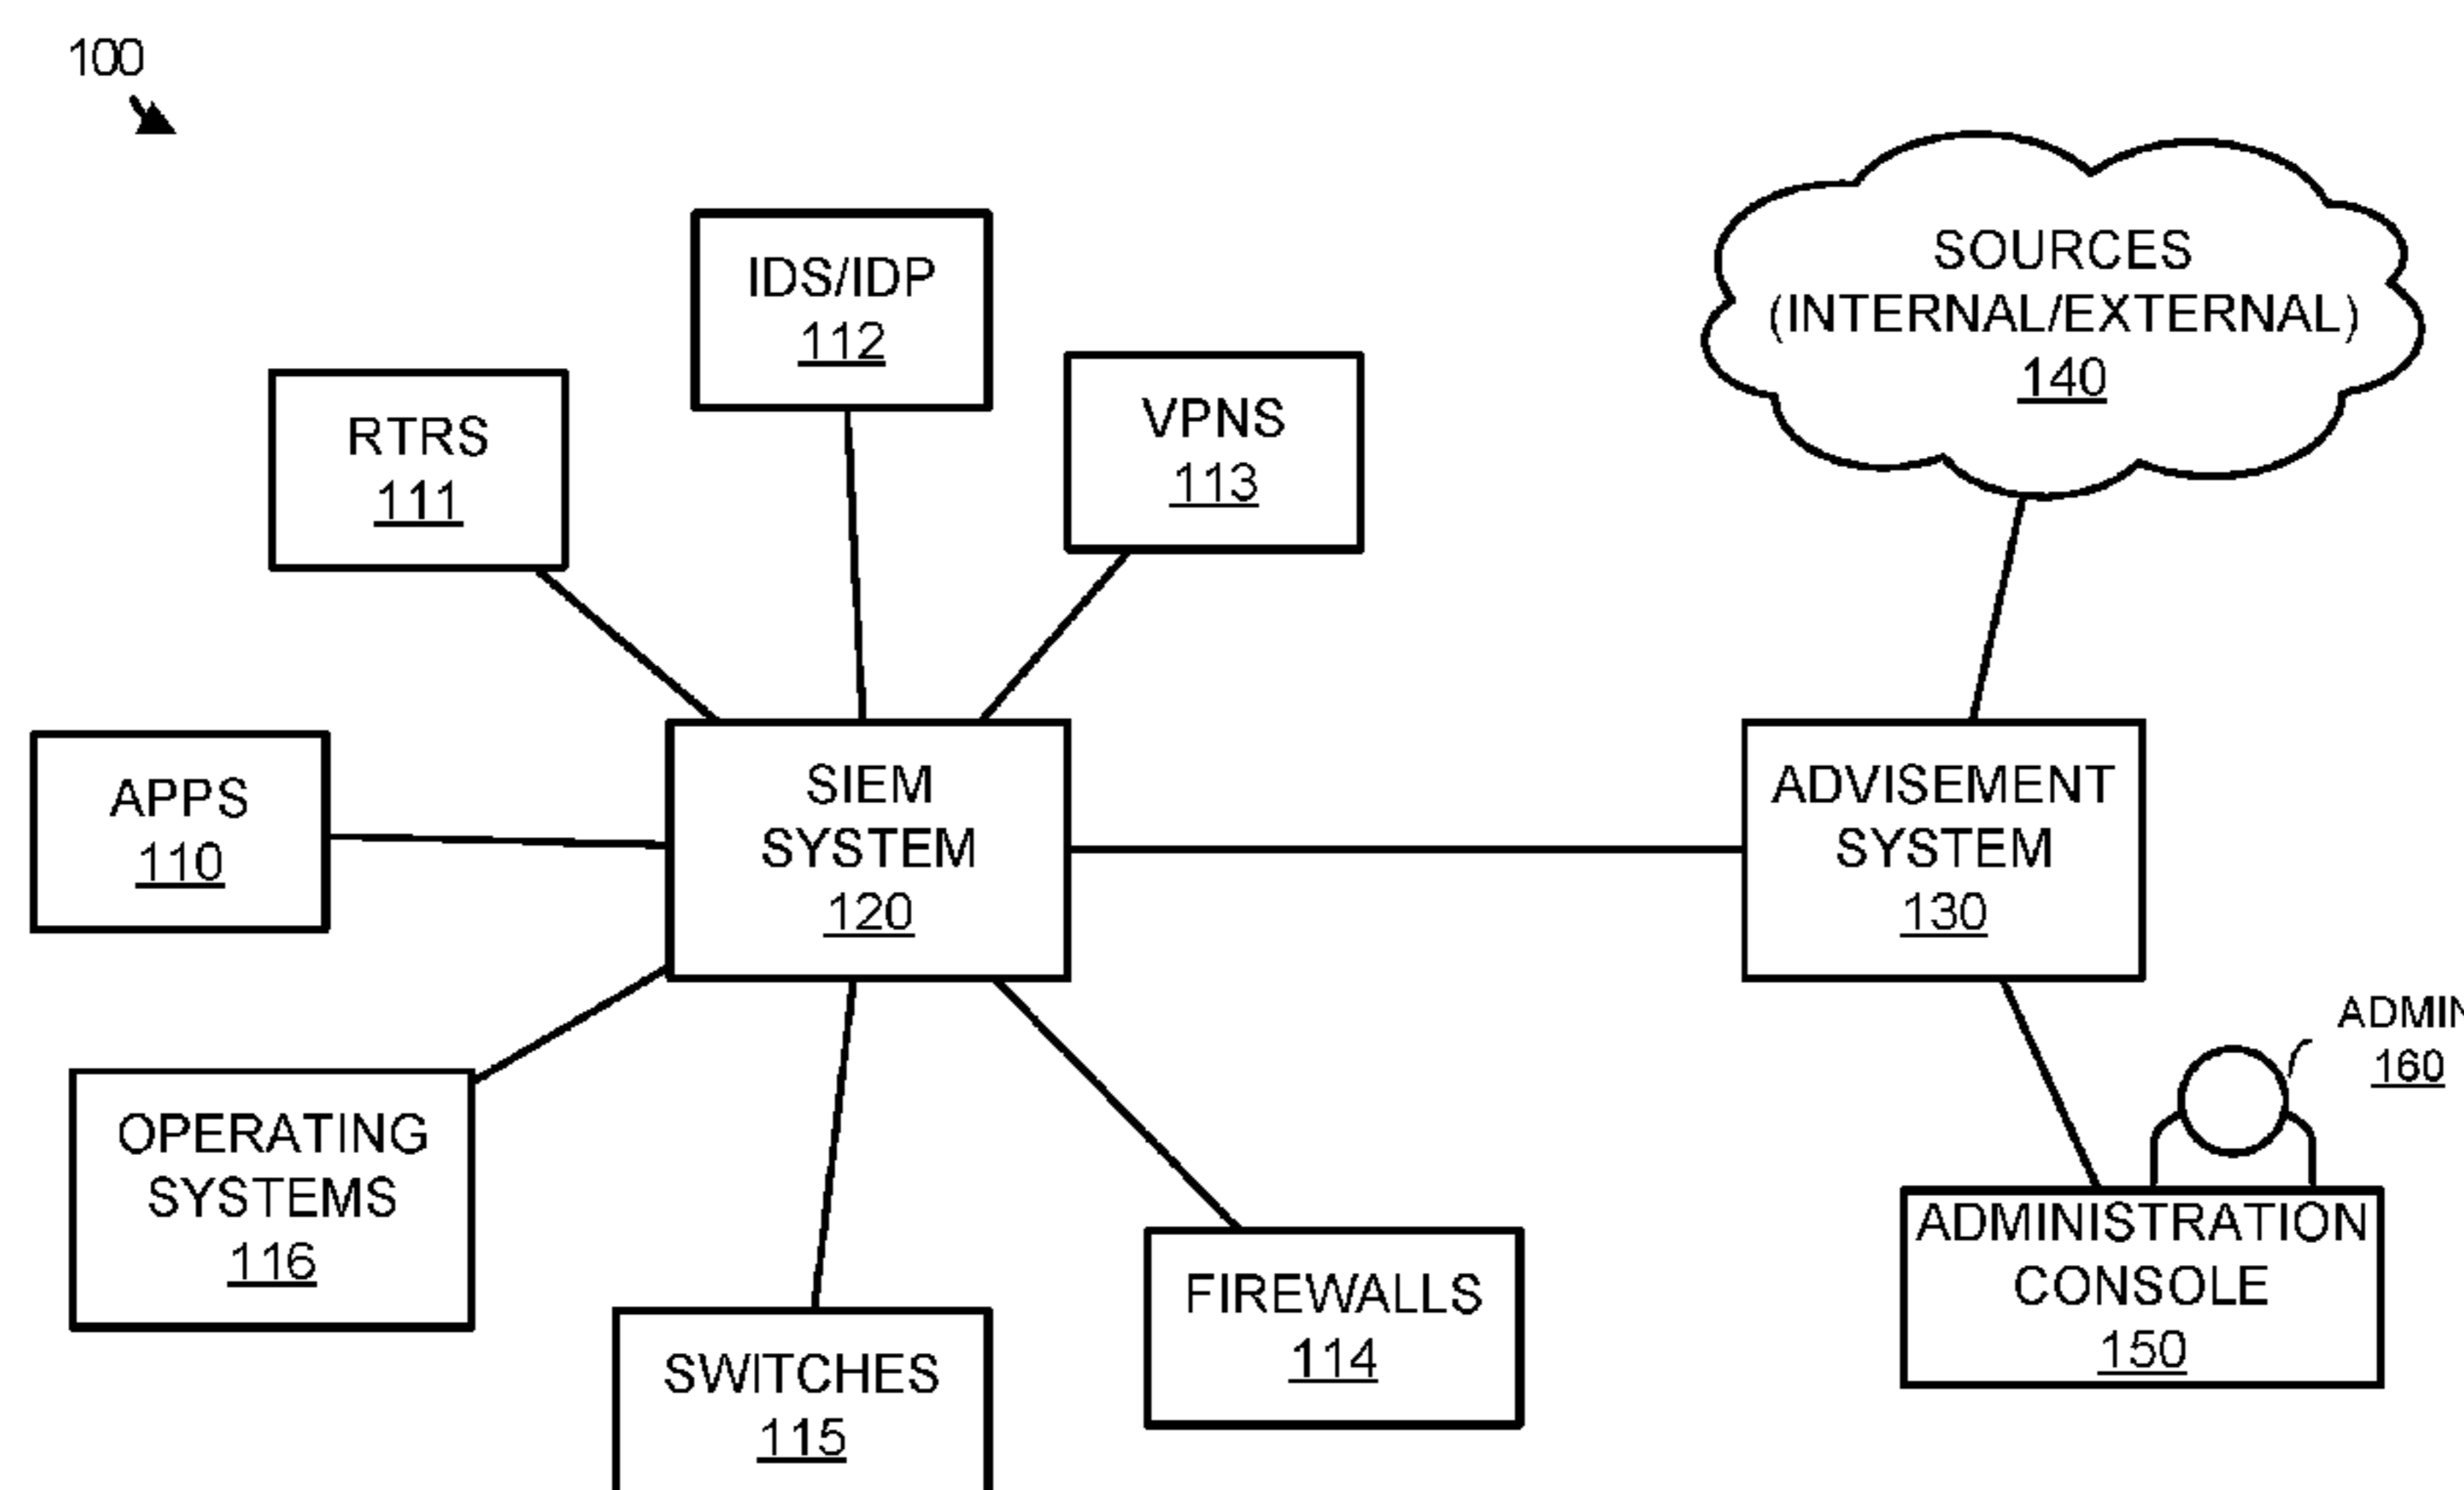 100
IDS/IDP
112
SOURCES
(INTERNAL/EXTERNAL)
140
RTRS
111
VPNS
113
APPS
110
SIEM
SYSTEM
120
ADVISEMENT
SYSTEM
130
ADMIN
160
OPERATING
SYSTEMS
116
SWITCHES
115
FIREWALLS
114
ADMINISTRATION
CONSOLE
150